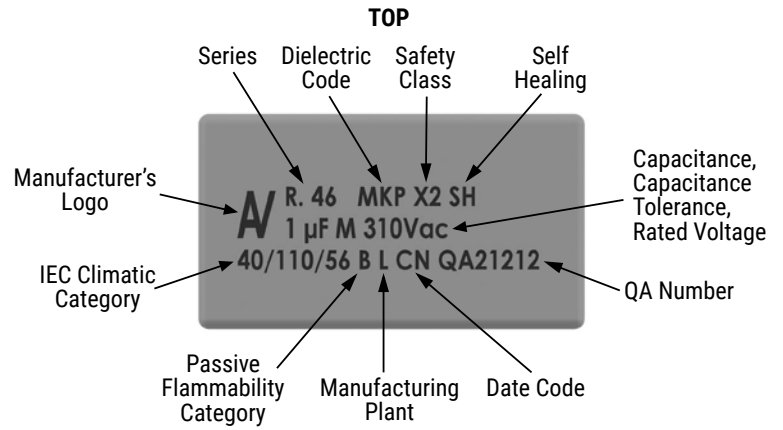 TOP
Series
Dielectric
Code
Safety
Class
Self
Healing
Manufacturer's
Logo
R. 46 MKP X2 SH
1 µF M 310Vac
40/110/56 B L CN QA21212
Capacitance,
Capacitance
Tolerance,
Rated Voltage
IEC Climatic
Category
QA Number
Passive
Flammability
Category
Manufacturing
Plant
Date Code